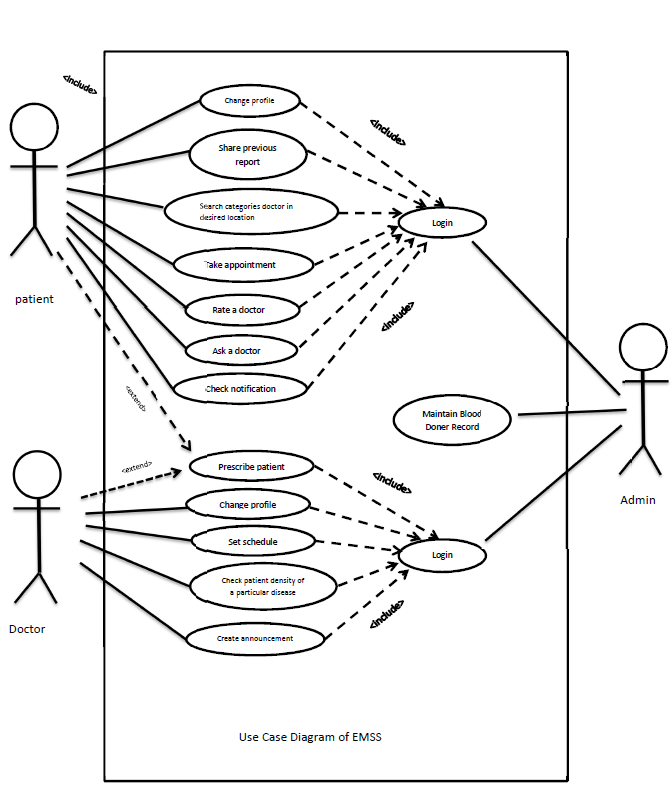 <include>
Change profile
<include>
Share previous
report
Search categories doctor in
desired location
Login
Take appointment
patient
Rate a doctor
<include>
Ask a doctor
Check notification
<extend>
Maintain Blood
Doner Record
Prescribe patient
<extend>
<include>
Admin
Change profile
Set schedule
Login
Check patient density of
a particular disease
<include>
Doctor
Create announcement
Use Case Diagram of EMSS